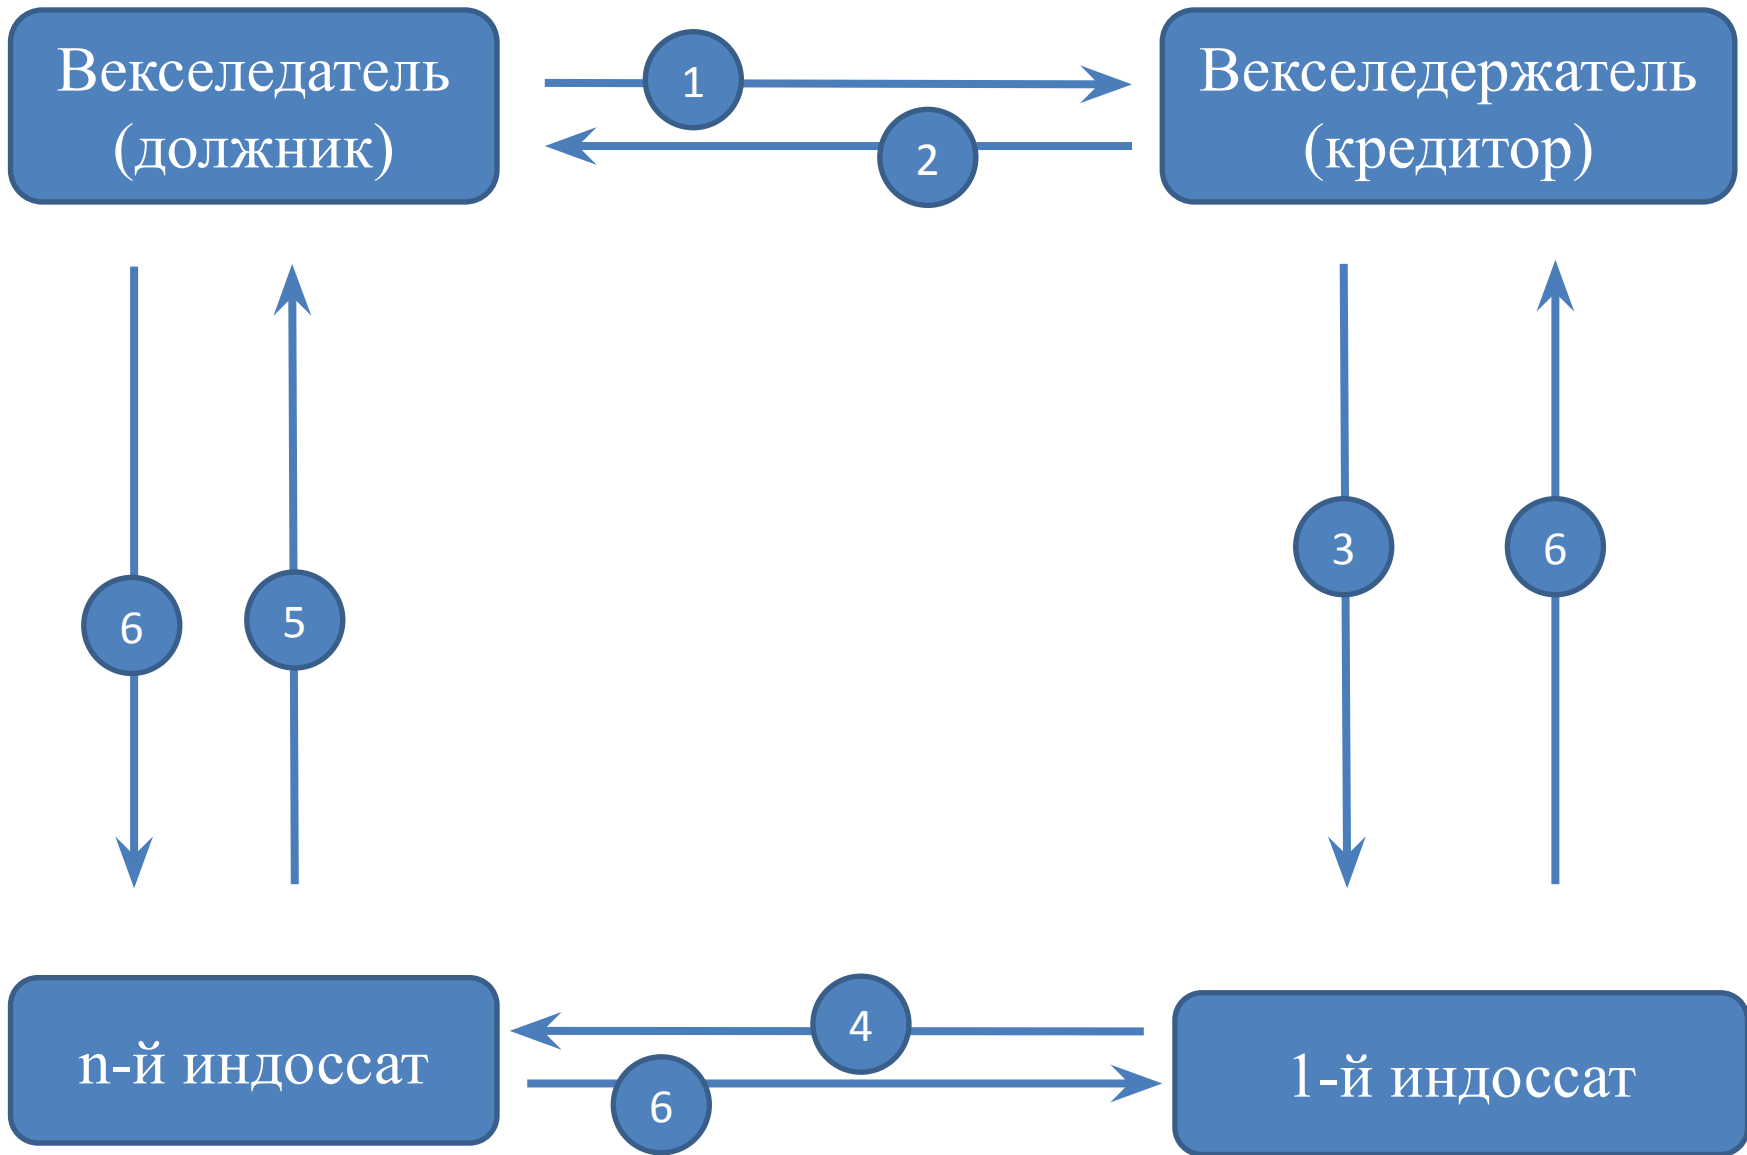 Векселедатель
(должник)
1
2
Векселедержатель
(кредитор)
3
6
6
5
n-й индоссат
4
6
1-й индоссат